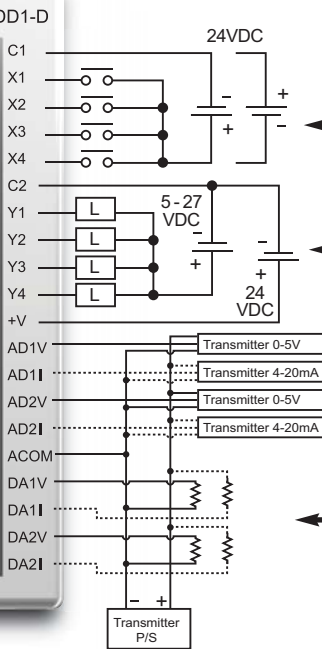 DD1-D
24VDC
C1
X1
X2
X3
X4
C2
Y1
Y2
Y3
Y4
+V
L
L
L
L
5-27
VDC
24
VDC
AD1V
AD1I
AD2V
AD2I
ACOM
DA1V
DA1I
DA2V
DA2I
Transmitter 0-5V
Transmitter 4-20mA
Transmitter 0-5V
Transmitter 4-20mA
Transmitter
P/S
- +
- +
+ -
- +
- +